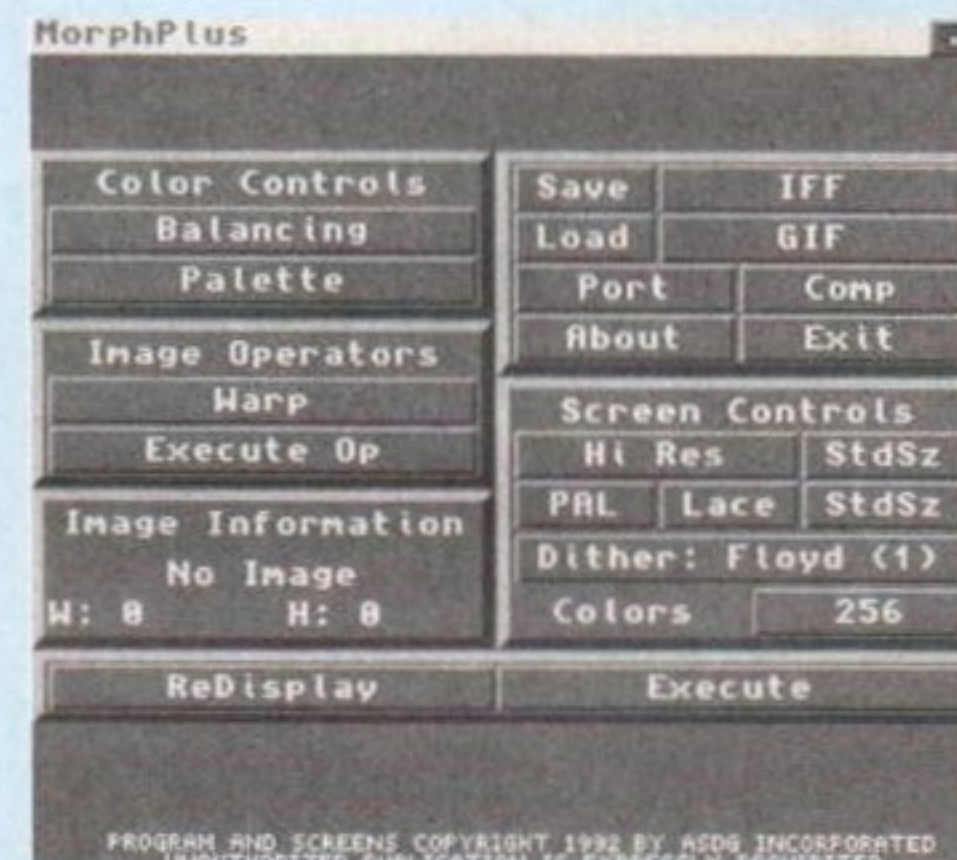 MorphPlus
Color Controls
Balancing
Palette
Image Operators
Warp
Execute Op
Image Information
No Image
W: 0 H: 0
Save IFF
Load GIF
Port Comp
About Exit
Screen Controls
Hi Res StdSz
PAL Lace StdSz
Dither: Floyd (1)
Colors 256
ReDisplay Execute
PROGRAM AND SCREENS COPYRIGHT 1992 BY ASDG INCORPORATED